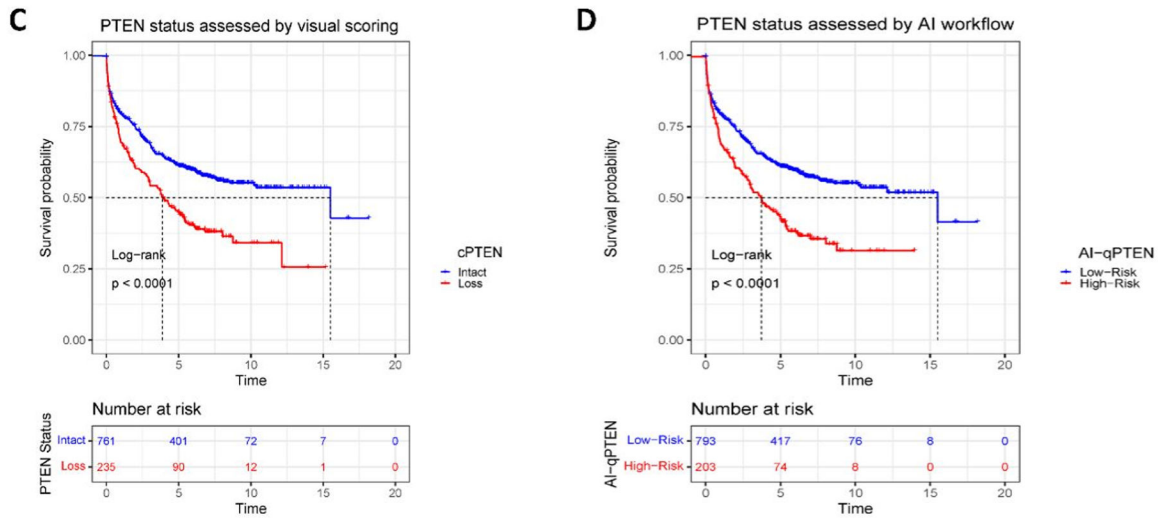 C
PTEN status assessed by visual scoring
Survival probability
1.00
0.75
0.50
0.25
0.00
Log-rank
p < 0.0001
0 5 10 15 20
Time
cPTEN
Intact
Loss
Number at risk
PTEN Status
Intact 761 401 72 7 0
Loss 235 90 12 1 0
0 5 10 15 20
Time
D
PTEN status assessed by AI workflow
Survival probability
1.00
0.75
0.50
0.25
0.00
Log-rank
p < 0.0001
0 5 10 15 20
Time
AI-qPTEN
Low-Risk
High-Risk
Number at risk
AI-qPTEN
Low-Risk 793 417 76 8 0
High-Risk 203 74 8 0 0
0 5 10 15 20
Time